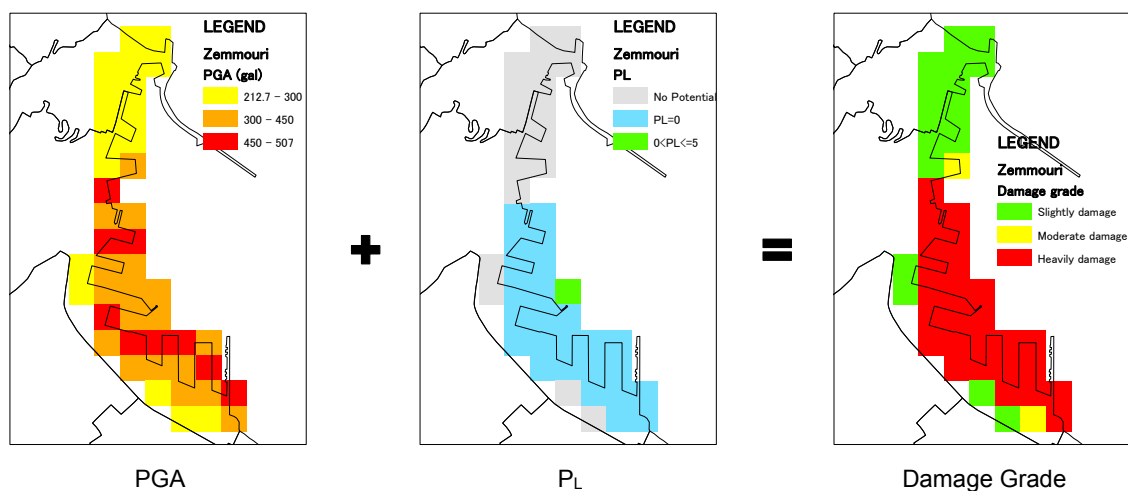 LEGEND
Zemmouri
PGA (gal)
212.7 - 300
300 - 450
450 - 507
LEGEND
Zemmouri
PL
No Potential
PL=0
0<PL<=5
LEGEND
Zemmouri
Damage grade
Slightly damage
Moderate damage
Heavily damage
+
=
PGA
PL
Damage Grade